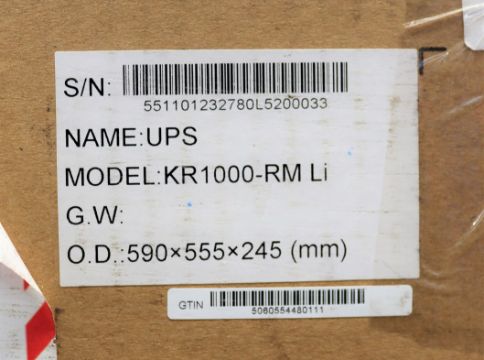 S/N:
551101232780L5200033
NAME:UPS
MODEL:KR1000-RM Li
G.W:
O.D.:590×555×245 (mm)
GTIN
5060554480111